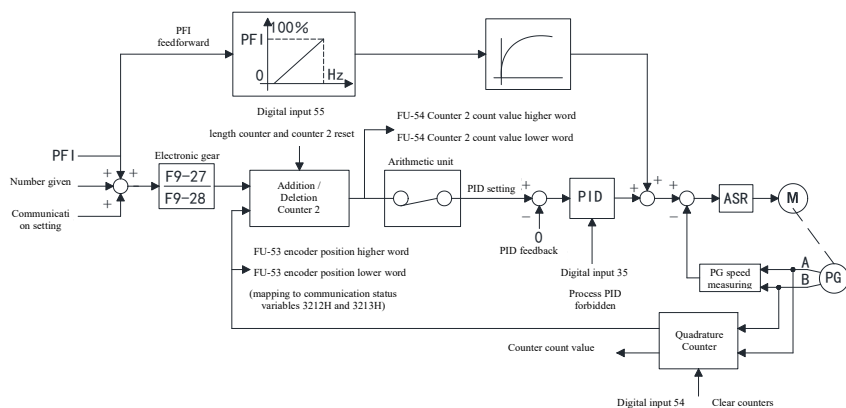 PFI
feedforward
100%
PFI
0
Hz
Digital input 55
length counter and counter 2 reset
FU-54 Counter 2 count value higher word
FU-54 Counter 2 count value lower word
PFI
Electronic gear
Arithmetic unit
+
+
+
-
F9-27
F9-28
Number given
+
Communicati
on setting
Addition /
Deletion
Counter 2
PID setting
+
-
0
PID feedback
PID
+
+
+
-
ASR
M
Digital input 35
Process PID
forbidden
FU-53 encoder position higher word
FU-53 encoder position lower word
(mapping to communication status
variables 3212H and 3213H)
PG speed
measuring
A
B
PG
Quadrature
Counter
Counter count value
Digital input 54
Clear counters